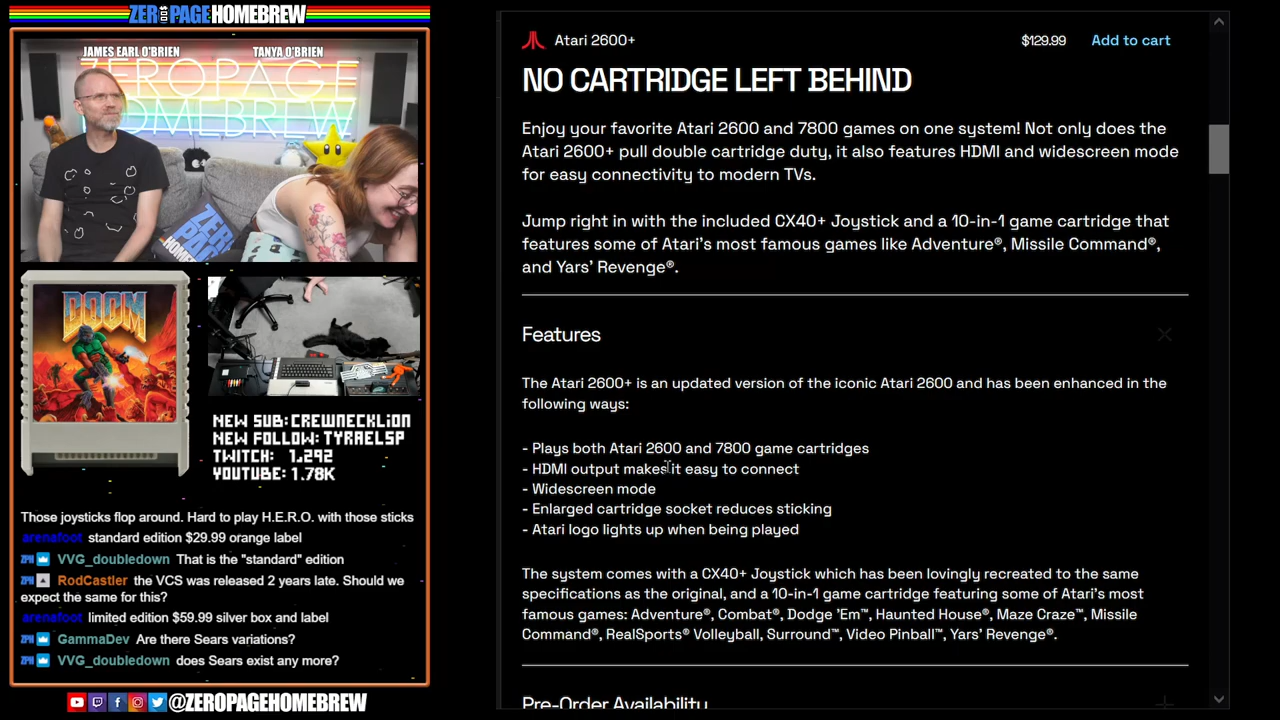 ZEROPAGE HOMEBREW
JAMES EARL O'BRIEN
TANYA O'BRIEN
ZEROPAGE
HOMEBREW
DOOM
NEW SUB:CREWNECKLION
NEW FOLLOW:TYRAELSP
TWITCH: 1,292
YOUTUBE: 1.78K
Those joysticks flop around. Hard to play H.E.R.O. with those sticks
arenafoot standard edition $29.99 orange label
ZPH VVG_doubledown That is the "standard" edition
ZPH RodCastler the VCS was released 2 years late. Should we
expect the same for this?
arenafoot limited edition $59.99 silver box and label
ZPH GammaDev Are there Sears variations?
ZPH VVG_doubledown does Sears exist any more?
@ZEROPAGEHOMEBREW
Atari 2600+ $129.99 Add to cart
NO CARTRIDGE LEFT BEHIND
Enjoy your favorite Atari 2600 and 7800 games on one system! Not only does the
Atari 2600+ pull double cartridge duty, it also features HDMI and widescreen mode
for easy connectivity to modern TVs.
Jump right in with the included CX40+ Joystick and a 10-in-1 game cartridge that
features some of Atari's most famous games like Adventure®, Missile Command®,
and Yars' Revenge®.
Features
The Atari 2600+ is an updated version of the iconic Atari 2600 and has been enhanced in the
following ways:
- Plays both Atari 2600 and 7800 game cartridges
- HDMI output makes it easy to connect
- Widescreen mode
- Enlarged cartridge socket reduces sticking
- Atari logo lights up when being played
The system comes with a CX40+ Joystick which has been lovingly recreated to the same
specifications as the original, and a 10-in-1 game cartridge featuring some of Atari's most
famous games: Adventure®, Combat®, Dodge 'Em™, Haunted House®, Maze Craze™, Missile
Command®, RealSports® Volleyball, Surround™, Video Pinball™, Yars' Revenge®.
Pre-Order Availability